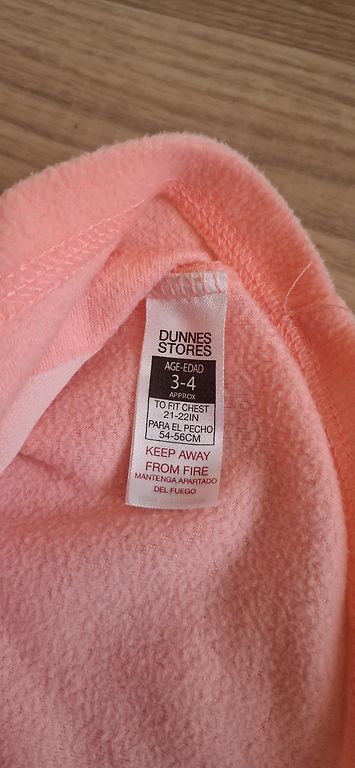 DUNNES
STORES
AGE-EDAD
3-4
APPROX
TO FIT CHEST
21-22IN
PARA EL PECHO
54-56CM
KEEP AWAY
FROM FIRE
MANTENGA APARTADO
DEL FUEGO